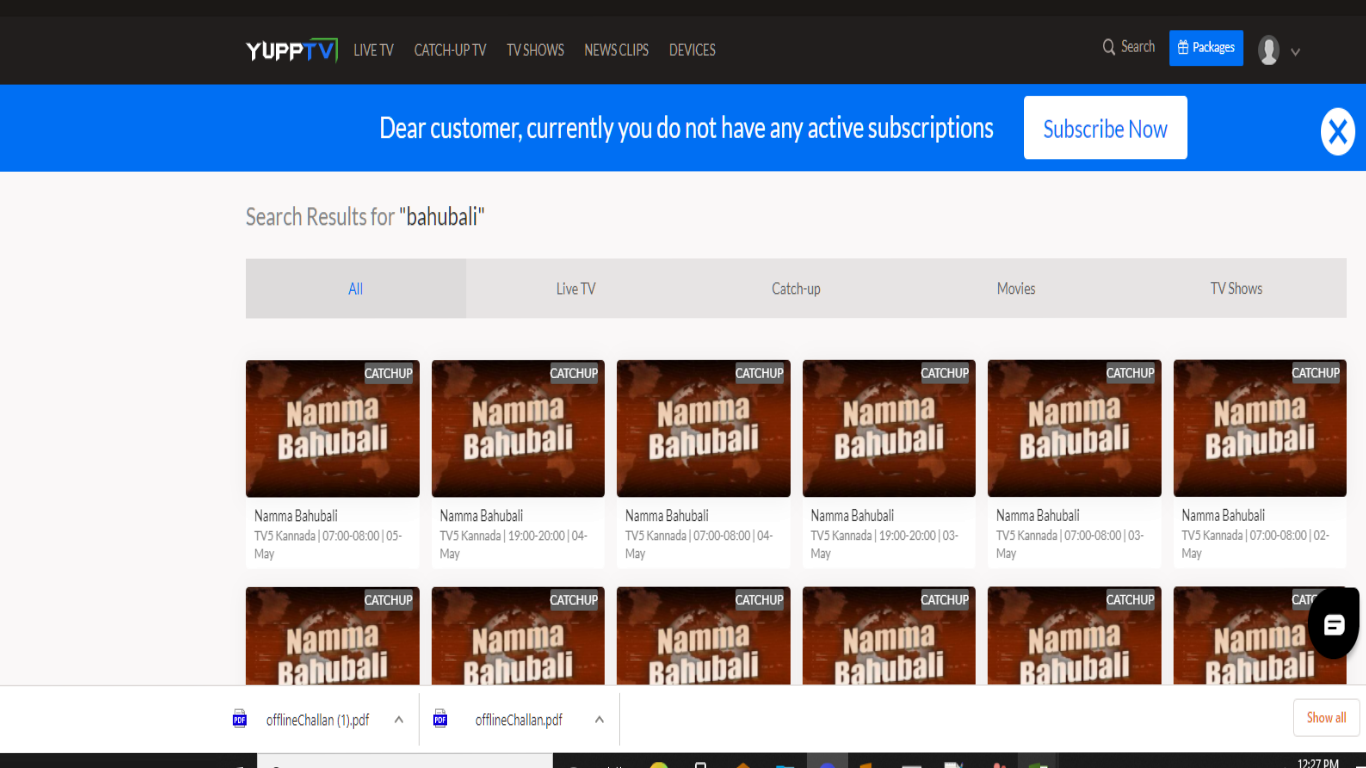 YUPPTV LIVE TV CATCH-UP TV TV SHOWS NEWS CLIPS DEVICES Search Packages
Dear customer, currently you do not have any active subscriptions Subscribe Now
Search Results for "bahubali"
All Live TV Catch-up Movies TV Shows
CATCHUP CATCHUP CATCHUP CATCHUP CATCHUP CATCHUP
Namma Namma Namma Namma Namma Namma
Bahubali Bahubali Bahubali Bahubali Bahubali Bahubali
Namma Bahubali Namma Bahubali Namma Bahubali Namma Bahubali Namma Bahubali Namma Bahubali
TV5 Kannada | 07:00-08:00 | 05- TV5 Kannada | 19:00-20:00 | 04- TV5 Kannada | 07:00-08:00 | 04- TV5 Kannada | 19:00-20:00 | 03- TV5 Kannada | 07:00-08:00 | 03- TV5 Kannada | 07:00-08:00 | 02-
May May May May May May
CATCHUP CATCHUP CATCHUP CATCHUP CATCHUP CATC
Namma Namma Namma Namma Namma Namma
Bahubali Bahubali Bahubali Bahubali Bahubali Bahubali
PDF offlineChallan (1).pdf PDF offlineChallan.pdf Show all
12:27 PM